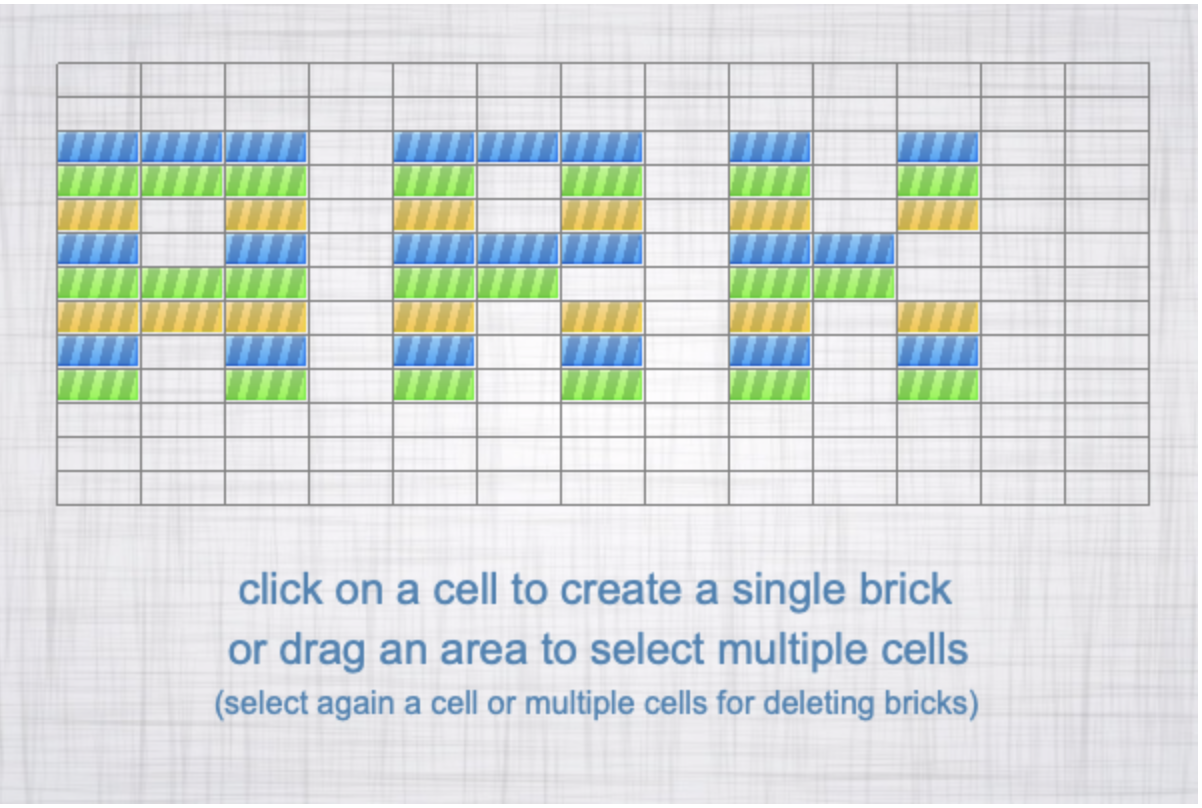 ARK
click on a cell to create a single brick
or drag an area to select multiple cells
(select again a cell or multiple cells for deleting bricks)